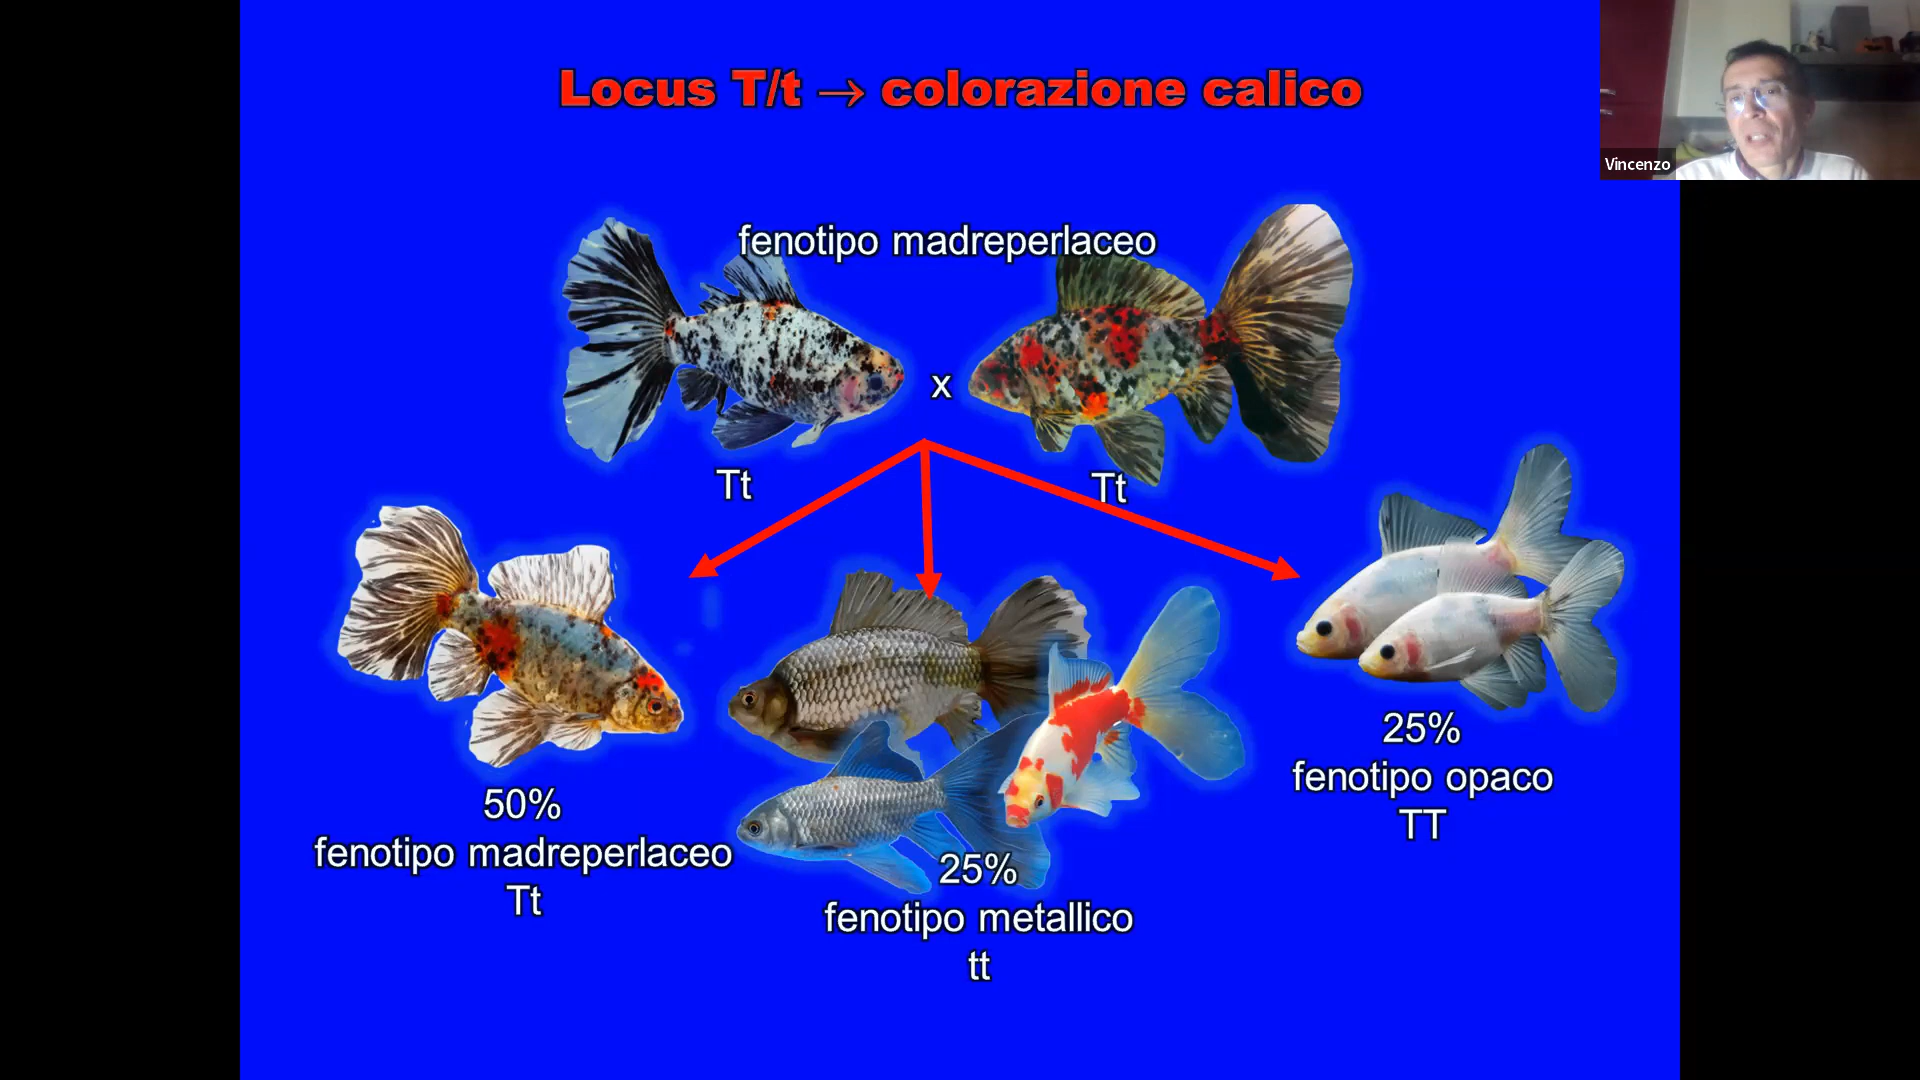 Locus T/t → colorazione calico
Vincenzo
fenotipo madreperlaceo
x
Tt
Tt
50%
fenotipo madreperlaceo
Tt
25%
fenotipo metallico
tt
25%
fenotipo opaco
TT